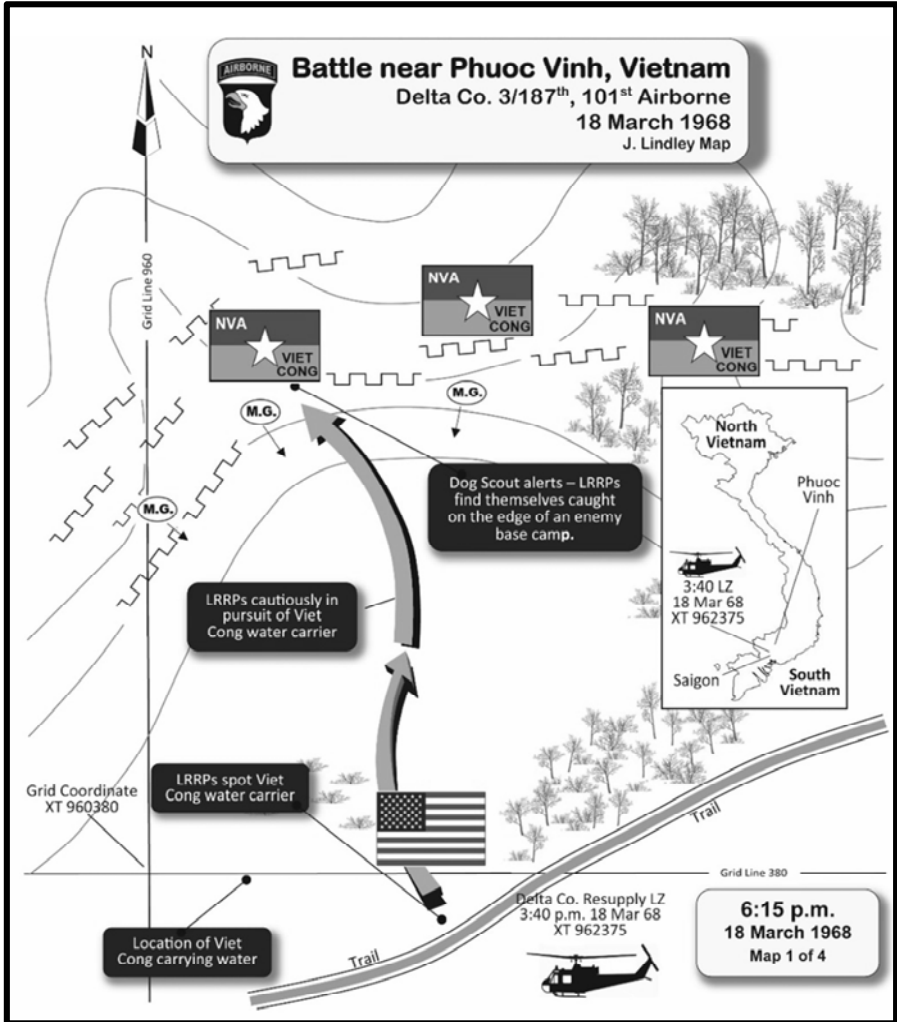 AIRBORNE
Battle near Phuoc Vinh, Vietnam
Delta Co. 3/187th, 101st Airborne
18 March 1968
J. Lindley Map
N
Grid Line 960
NVA
VIET
CONG
NVA
VIET
CONG
NVA
VIET
CONG
M.G.
M.G.
M.G.
Dog Scout alerts – LRRPs
find themselves caught
on the edge of an enemy
base camp.
North
Vietnam
Phuoc
Vinh
3:40 LZ
18 Mar 68
XT 962375
Saigon
South
Vietnam
LRRPs cautiously in
pursuit of Viet
Cong water carrier
LRRPs spot Viet
Cong water carrier
Grid Coordinate
XT 960380
Trail
Grid Line 380
Delta Co. Resupply LZ
3:40 p.m. 18 Mar 68
XT 962375
6:15 p.m.
18 March 1968
Map 1 of 4
Location of Viet
Cong carrying water
Trail